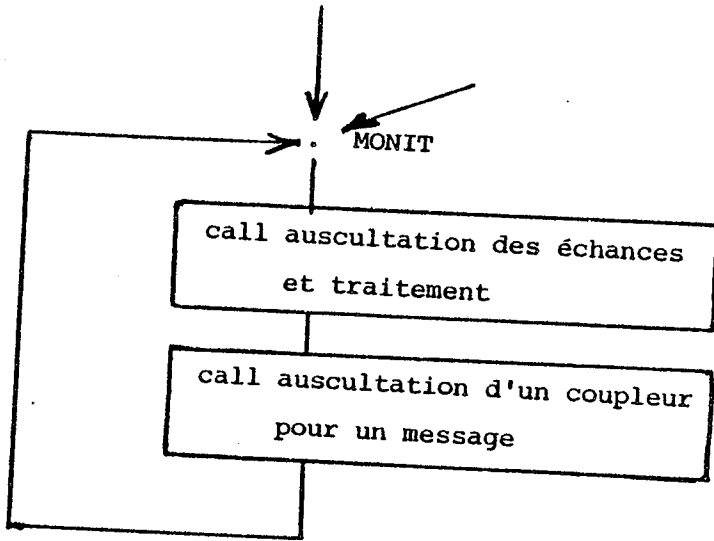 MONIT
call auscultation des échances
et traitement
call auscultation d'un coupleur
pour un message